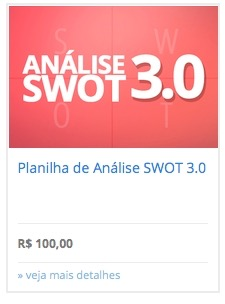 S W
ANÁLISE
SWOT 3.0
O T
Planilha de Análise SWOT 3.0
R$ 100,00
» veja mais detalhes